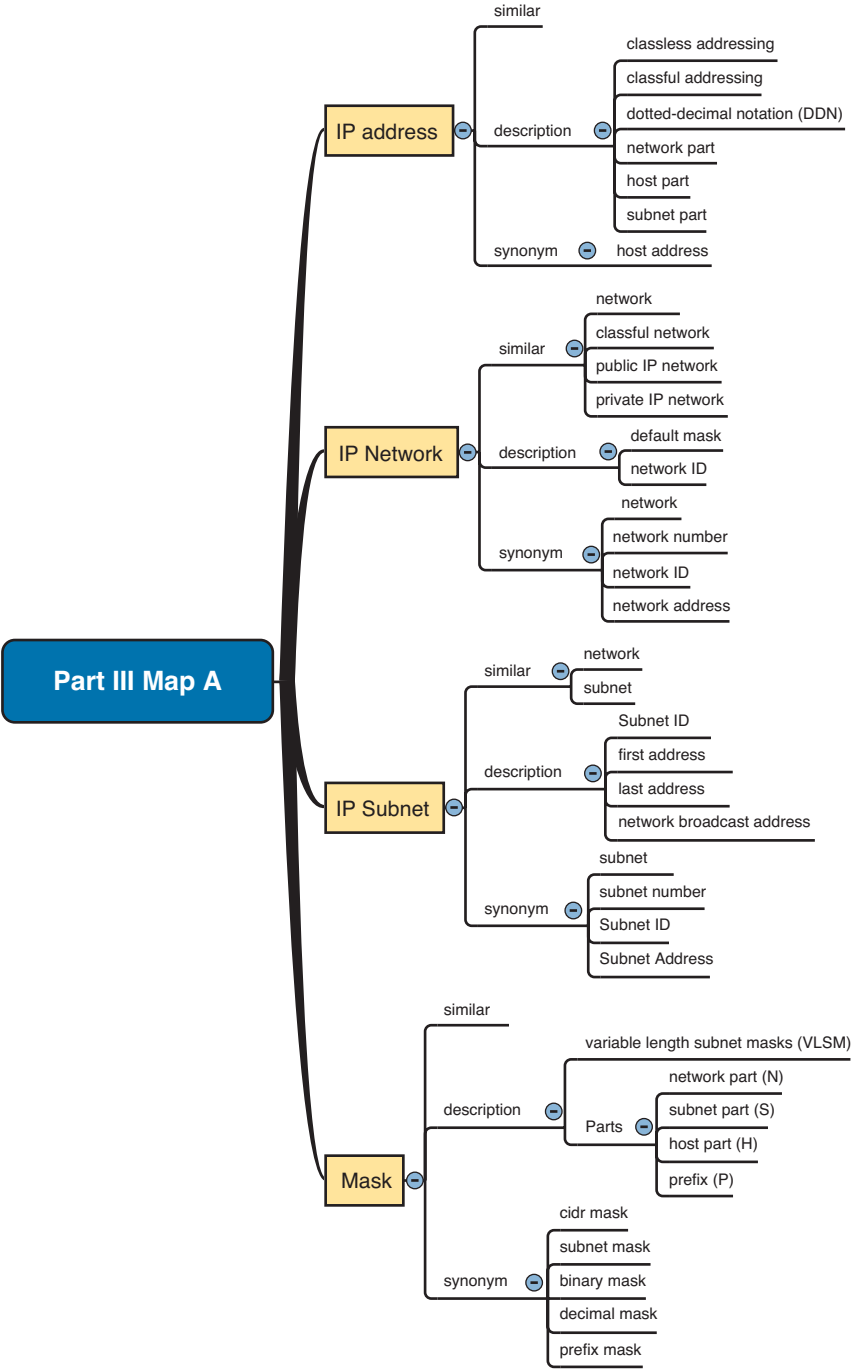 Part III Map A
IP address
similar
description
classless addressing
classful addressing
dotted-decimal notation (DDN)
network part
host part
subnet part
synonym
host address
IP Network
similar
network
classful network
public IP network
private IP network
description
default mask
network ID
synonym
network
network number
network ID
network address
IP Subnet
similar
network
subnet
description
Subnet ID
first address
last address
network broadcast address
synonym
subnet
subnet number
Subnet ID
Subnet Address
Mask
similar
description
variable length subnet masks (VLSM)
Parts
network part (N)
subnet part (S)
host part (H)
prefix (P)
synonym
cidr mask
subnet mask
binary mask
decimal mask
prefix mask